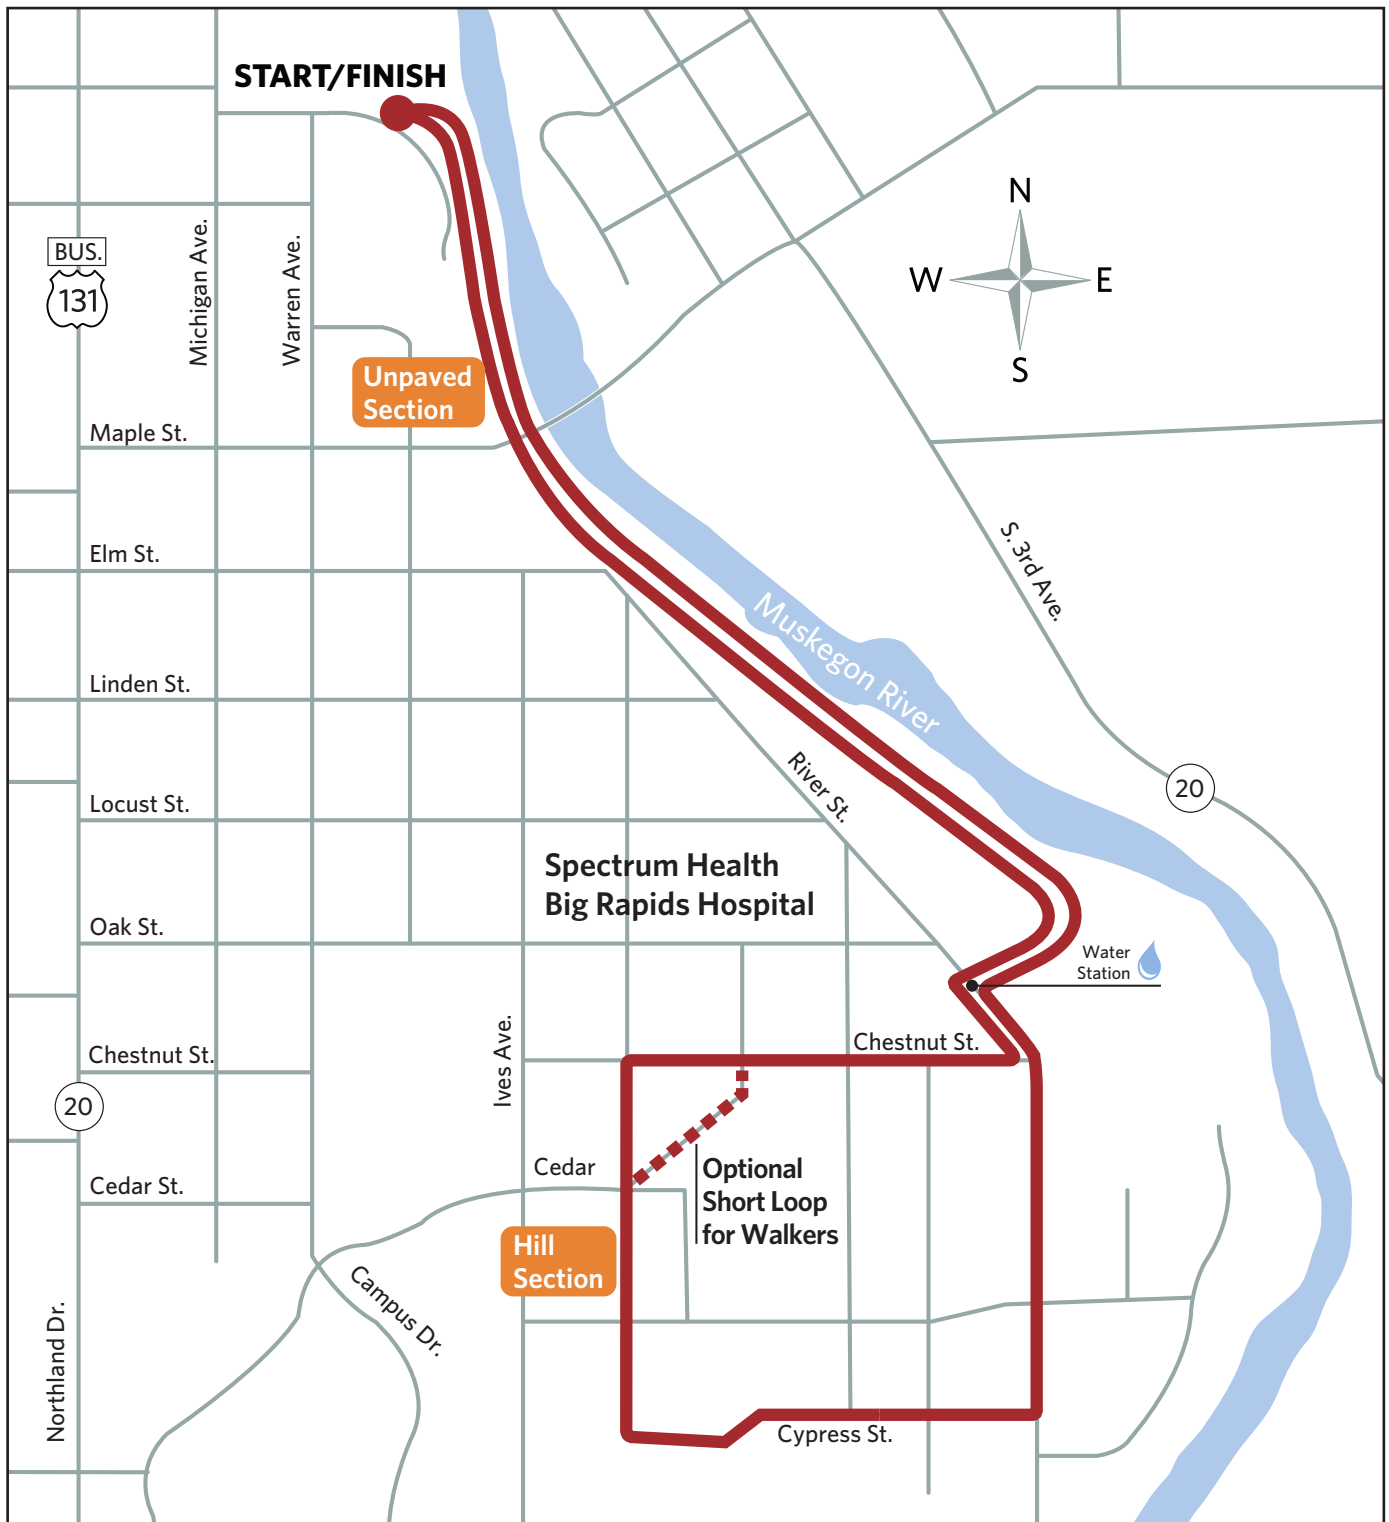 START/FINISH
N
W
E
S
BUS.
131
Michigan Ave.
Warren Ave.
Unpaved
Section
Maple St.
Elm St.
S. 3rd Ave.
Muskegon River
Linden St.
River St.
20
Locust St.
Spectrum Health
Big Rapids Hospital
Oak St.
Water
Station
Ives Ave.
Chestnut St.
Chestnut St.
20
Cedar
Cedar St.
Optional
Short Loop
for Walkers
Hill
Section
Campus Dr.
Northland Dr.
Cypress St.